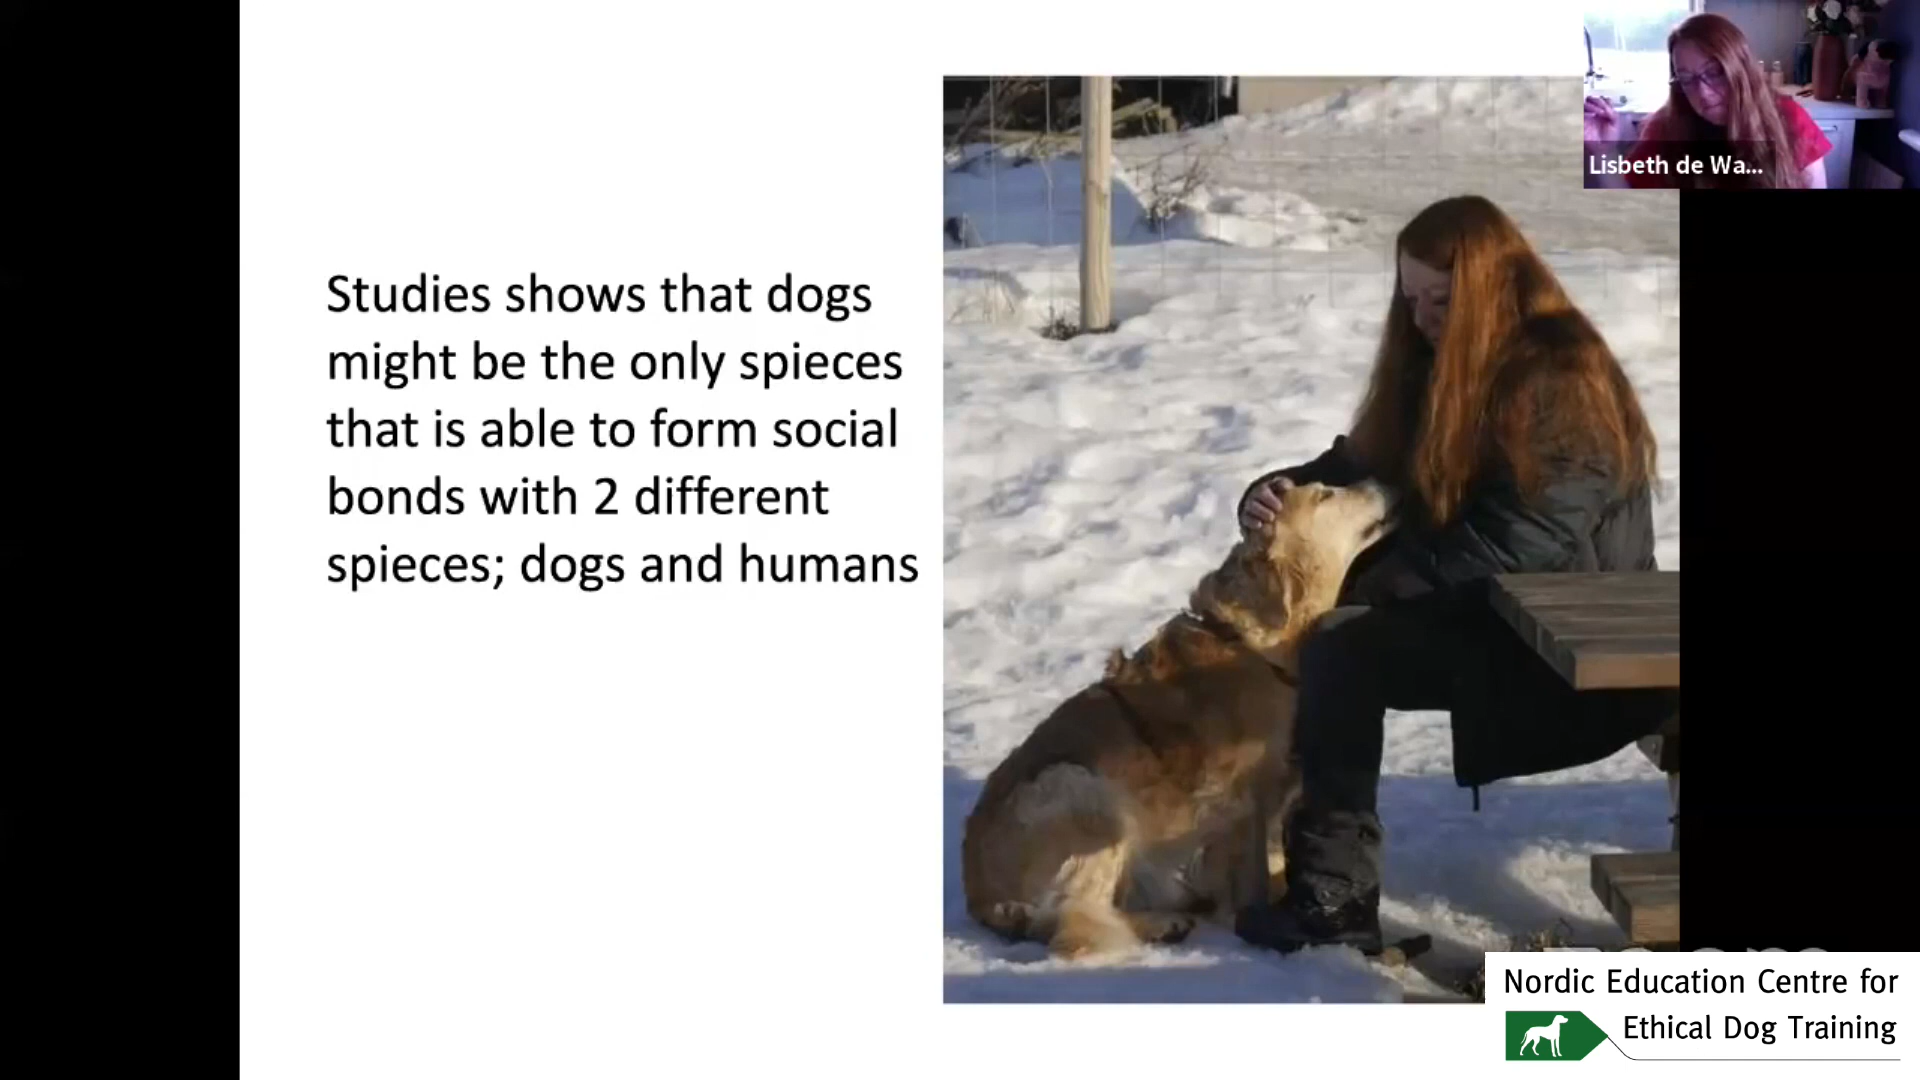 Lisbeth de Wa...
Studies shows that dogs
might be the only spieces
that is able to form social
bonds with 2 different
spieces; dogs and humans
Nordic Education Centre for
Ethical Dog Training